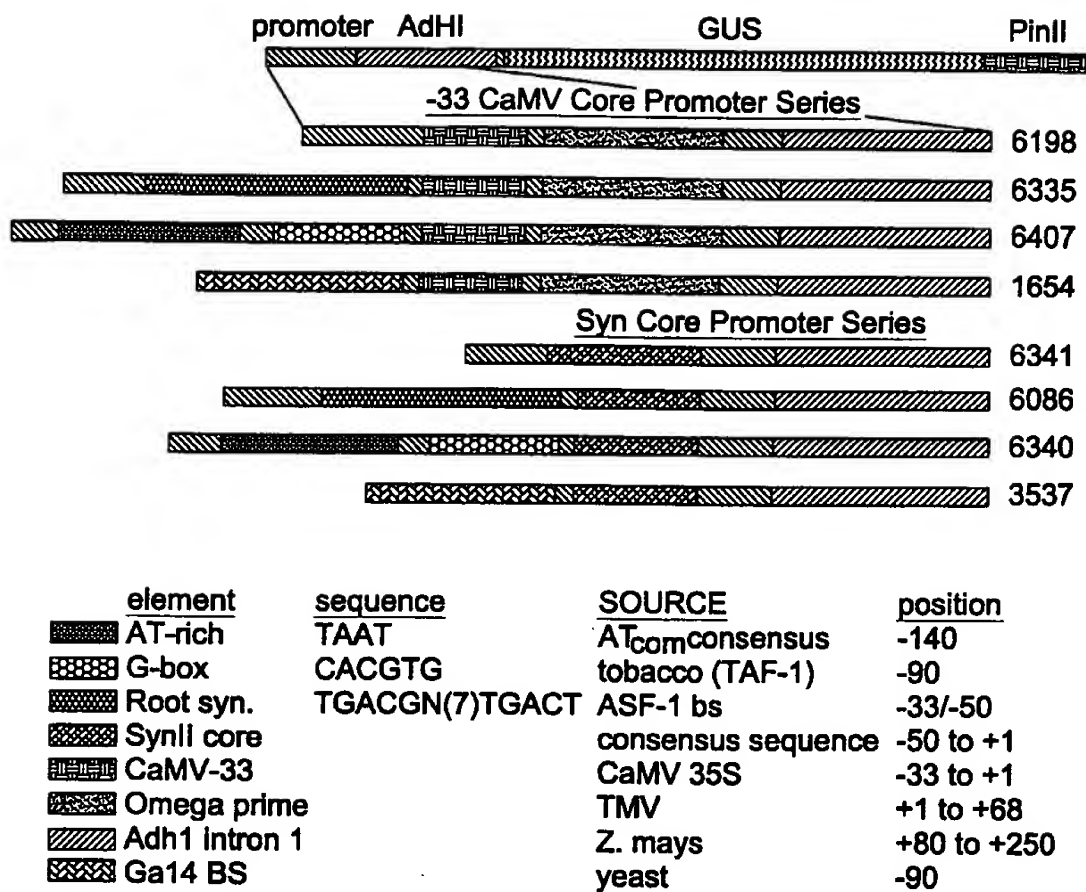 promoter AdHI GUS PinII
-33 CaMV Core Promoter Series
6198
6335
6407
1654
Syn Core Promoter Series
6341
6086
6340
3537
element sequence SOURCE position
AT-rich TAAT ATcomconsensus -140
G-box CACGTG tobacco (TAF-1) -90
Root syn. TGACGN(7)TGACT ASF-1 bs -33/-50
SynII core consensus sequence -50 to +1
CaMV-33 CaMV 35S -33 to +1
Omega prime TMV +1 to +68
Adh1 intron 1 Z. mays +80 to +250
Ga14 BS yeast -90